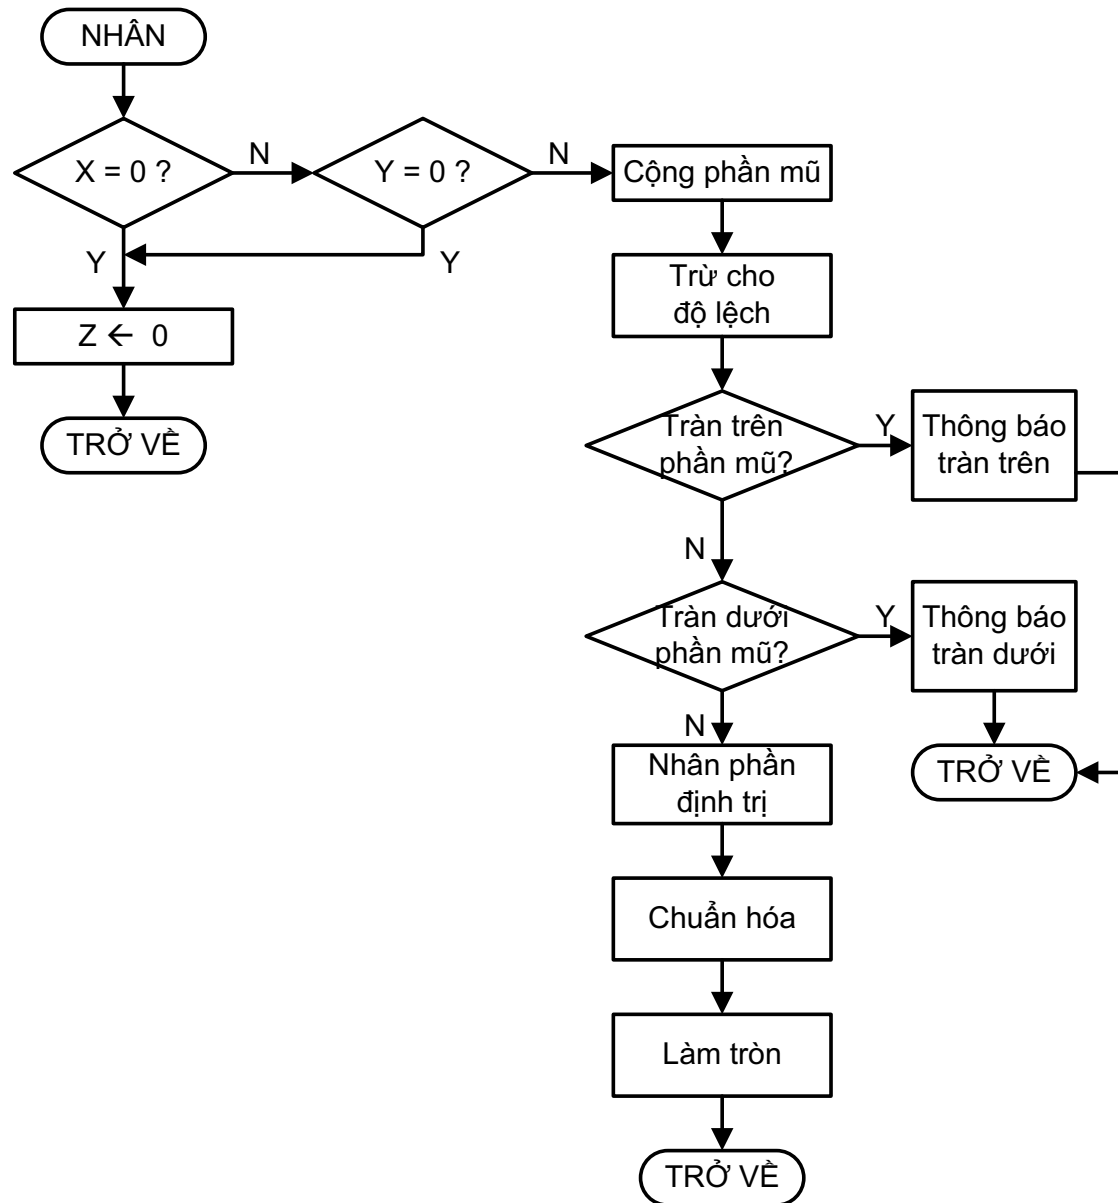 NHÂN
X = 0 ?
N
Y = 0 ?
N
Cộng phần mũ
Y
Y
Trừ cho
độ lệch
Z ← 0
TRỞ VỀ
Tràn trên
phần mũ?
Y
Thông báo
tràn trên
N
Tràn dưới
phần mũ?
Y
Thông báo
tràn dưới
N
Nhân phần
định trị
TRỞ VỀ
Chuẩn hóa
Làm tròn
TRỞ VỀ